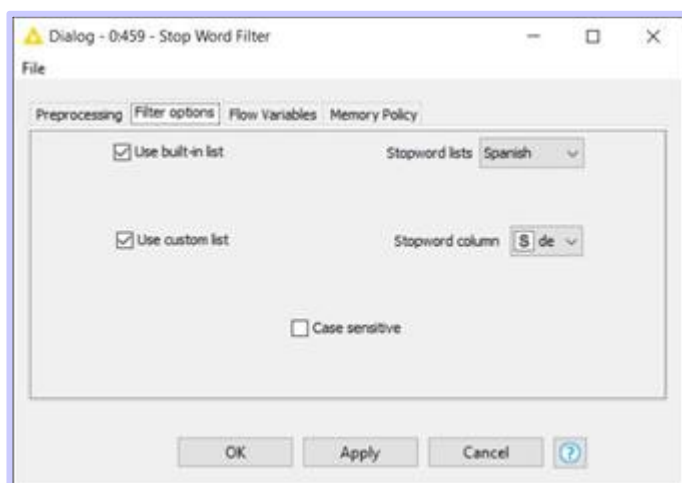 Dialog - 0:459 - Stop Word Filter
File
Preprocessing Filter options Flow Variables Memory Policy
Use built-in list Stopword lists Spanish
Use custom list Stopword column S de
Case sensitive
OK Apply Cancel ?